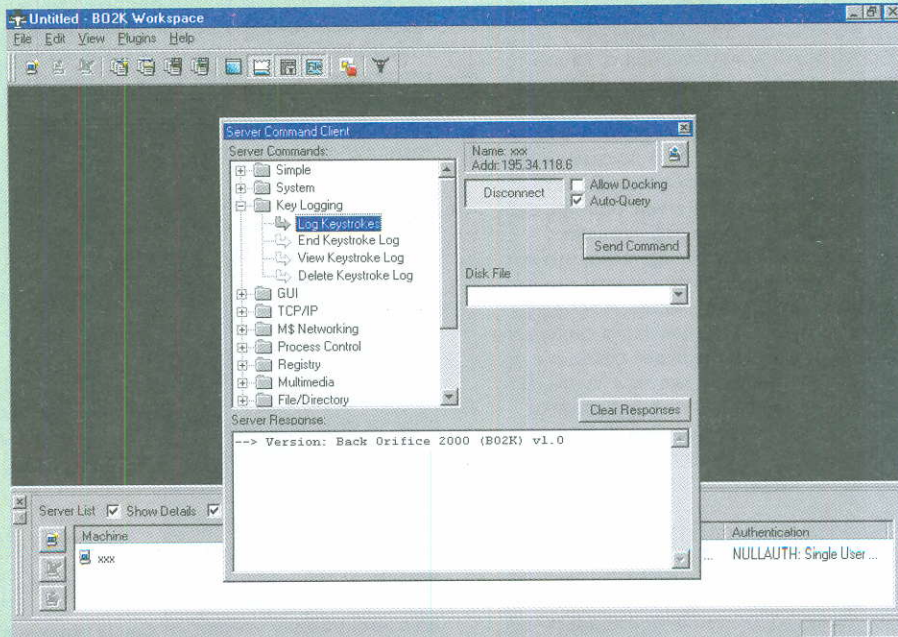 Untitled - BO2K Workspace
File Edit View Plugins Help
Server Command Client
Server Commands:
Simple
System
Key Logging
Log Keystrokes
End Keystroke Log
View Keystroke Log
Delete Keystroke Log
GUI
TCP/IP
M$ Networking
Process Control
Registry
Multimedia
File/Directory
Name: xxx
Addr: 195.34.118.6
Disconnect
Allow Docking
Auto-Query
Send Command
Disk File
Clear Responses
Server Response:
--> Version: Back Orifice 2000 (BO2K) v1.0
Server List Show Details
Machine
Authentication
xxx
... NULLAUTH: Single User ...